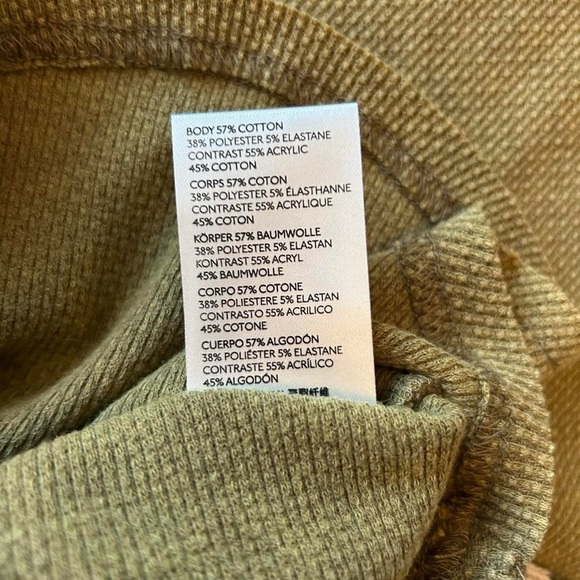 BODY 57% COTTON
38% POLYESTER 5% ELASTANE
CONTRAST 55% ACRYLIC
45% COTTON
CORPS 57% COTON
38% POLYESTER 5% ÉLASTHANNE
CONTRASTE 55% ACRYLIQUE
45% COTON
KÖRPER 57% BAUMWOLLE
38% POLYESTER 5% ELASTAN
KONTRAST 55% ACRYL
45% BAUMWOLLE
CORPO 57% COTONE
38% POLIESTERE 5% ELASTAN
CONTRASTO 55% ACRILICO
45% COTONE
CUERPO 57% ALGODÓN
38% POLIÉSTER 5% ELASTANE
CONTRASTE 55% ACRÍLICO
45% ALGODÓN